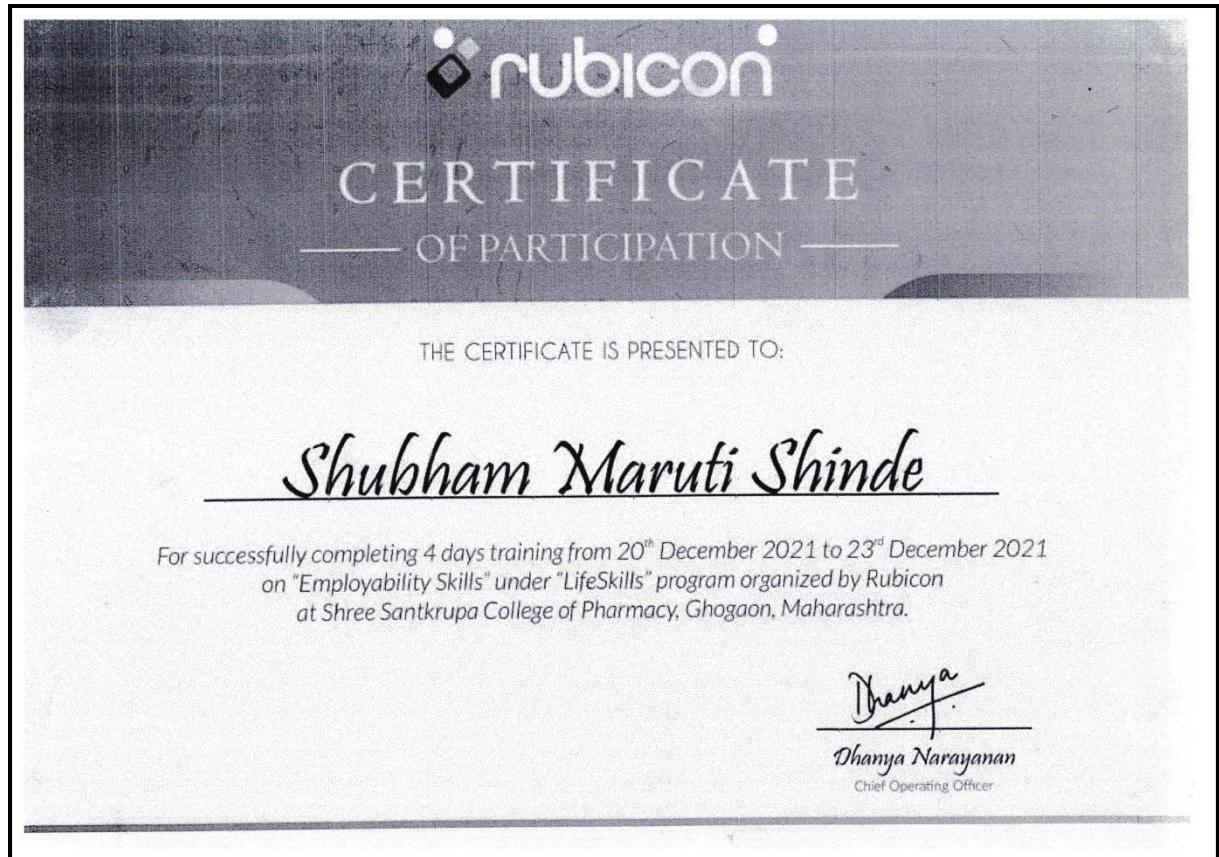 rubicon
CERTIFICATE
OF PARTICIPATION
THE CERTIFICATE IS PRESENTED TO:
Shubham Maruti Shinde
For successfully completing 4 days training from 20th December 2021 to 23rd December 2021
on "Employability Skills" under "LifeSkills" program organized by Rubicon
at Shree Santkrupa College of Pharmacy, Ghogaon, Maharashtra.
Dhanya
Dhanya Narayanan
Chief Operating Officer